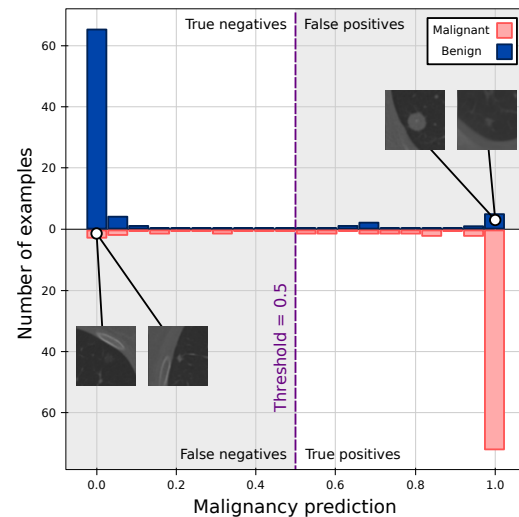 True negatives
False positives
Malignant
Benign
60
40
20
0
20
40
60
Number of examples
Threshold = 0.5
False negatives
True positives
0.0
0.2
0.4
0.6
0.8
1.0
Malignancy prediction